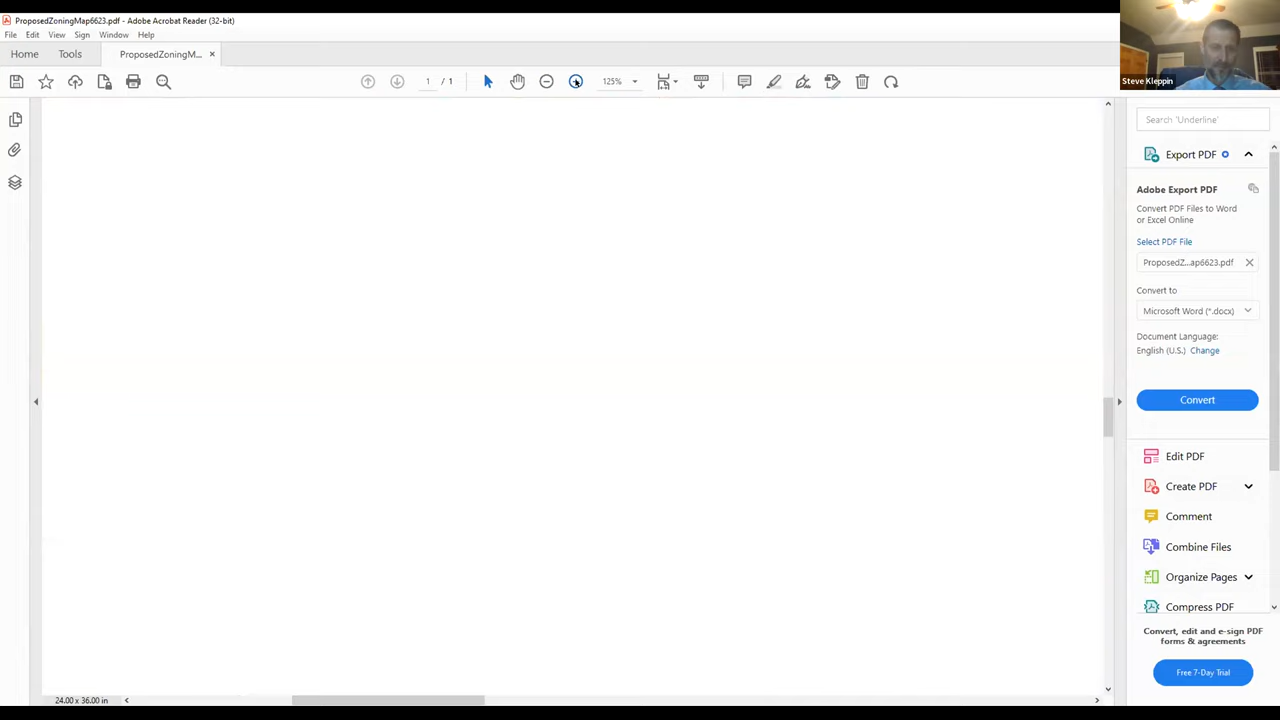 ProposedZoningMap6623.pdf - Adobe Acrobat Reader (32-bit)
File Edit View Sign Window Help
Home Tools ProposedZoningM... ×
1 / 1 125%
Steve Kleppin
Search 'Underline'
Export PDF
Adobe Export PDF
Convert PDF Files to Word
or Excel Online
Select PDF File
ProposedZ...ap6623.pdf
Convert to
Microsoft Word (*.docx)
Document Language:
English (U.S.) Change
Convert
Edit PDF
Create PDF
Comment
Combine Files
Organize Pages
Compress PDF
Convert, edit and e-sign PDF
forms & agreements
Free 7-Day Trial
24.00 x 36.00 in